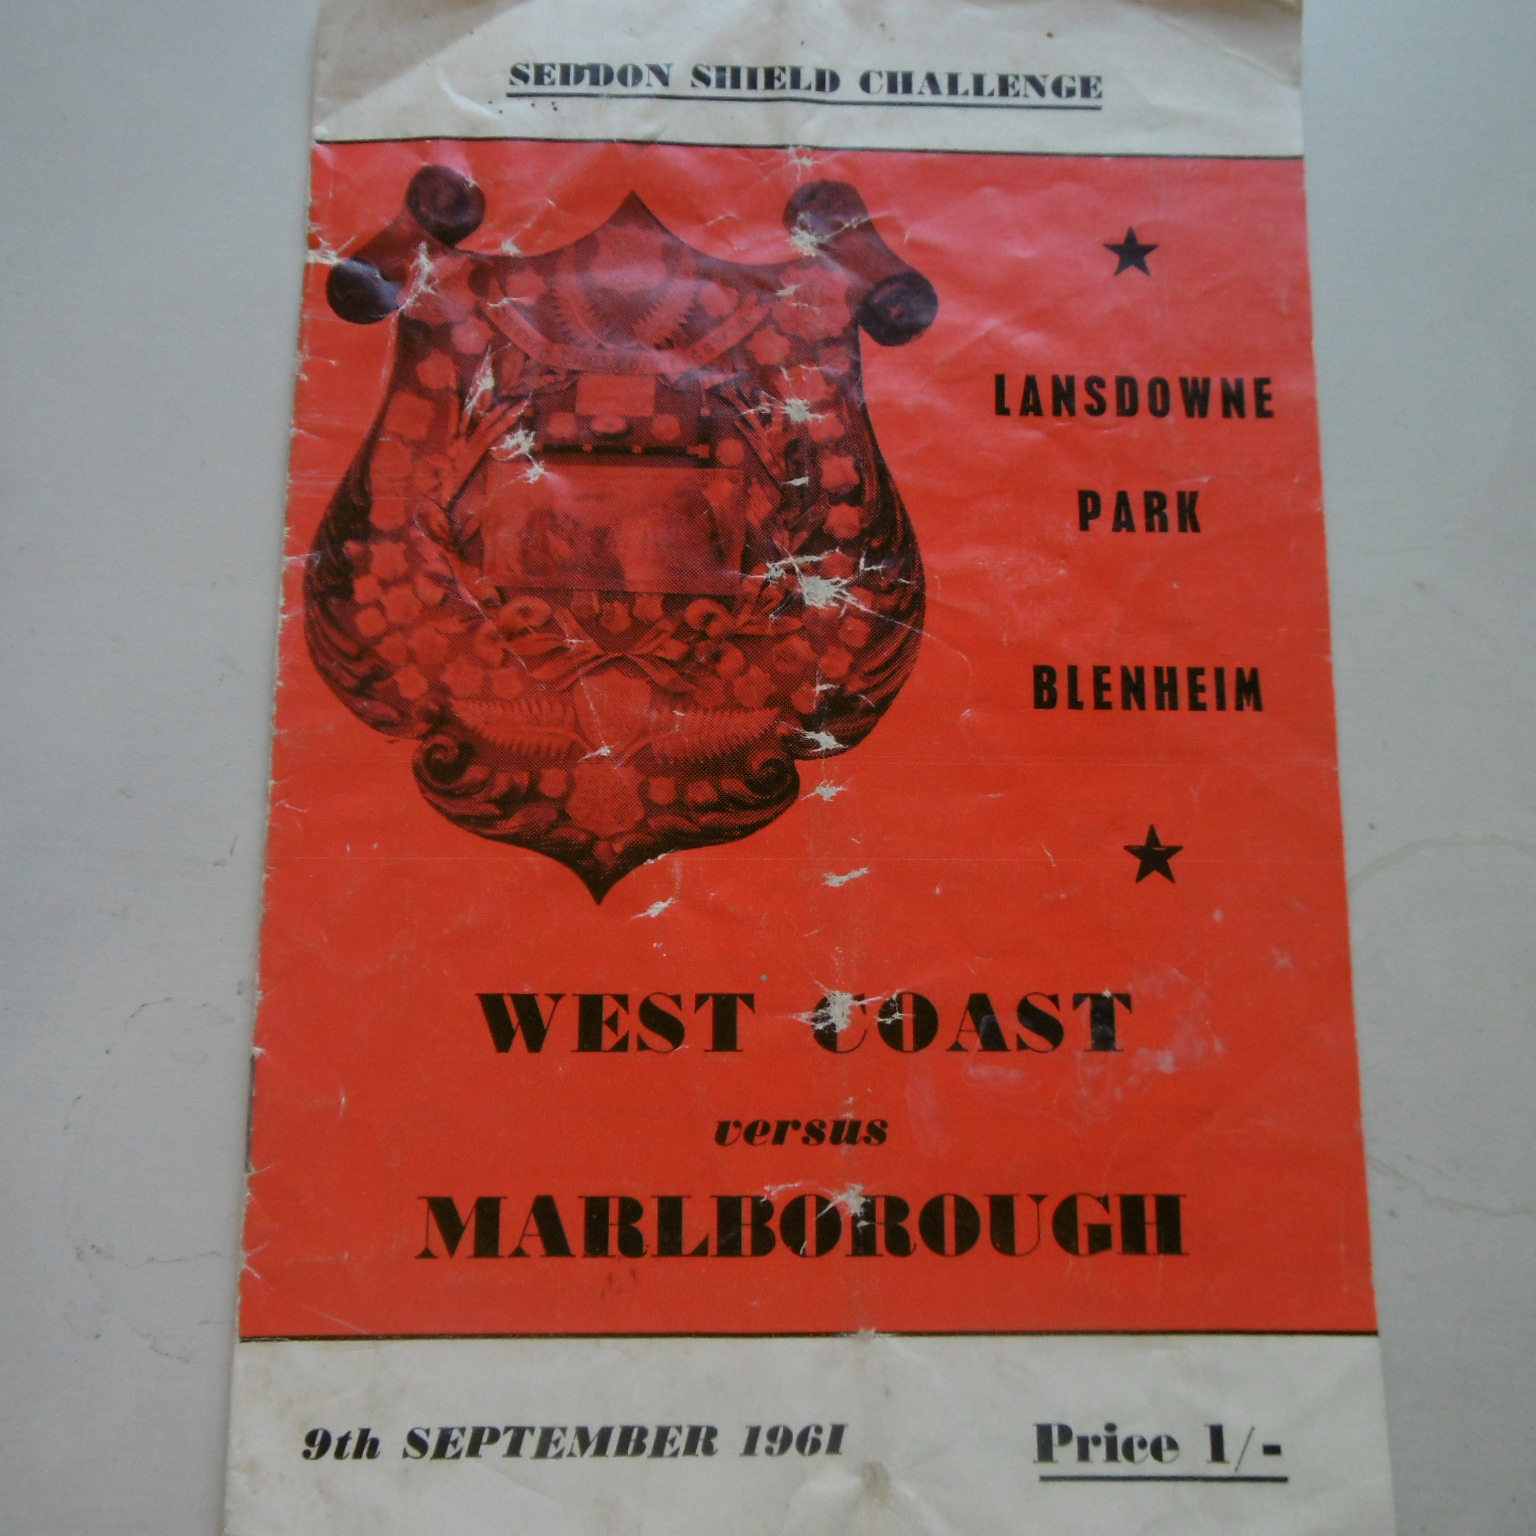 SEDDON SHIELD CHALLENGE
LANSDOWNE
PARK
BLENHEIM
WEST COAST
versus
MARLBOROUGH
9th SEPTEMBER 1961
Price 1/-